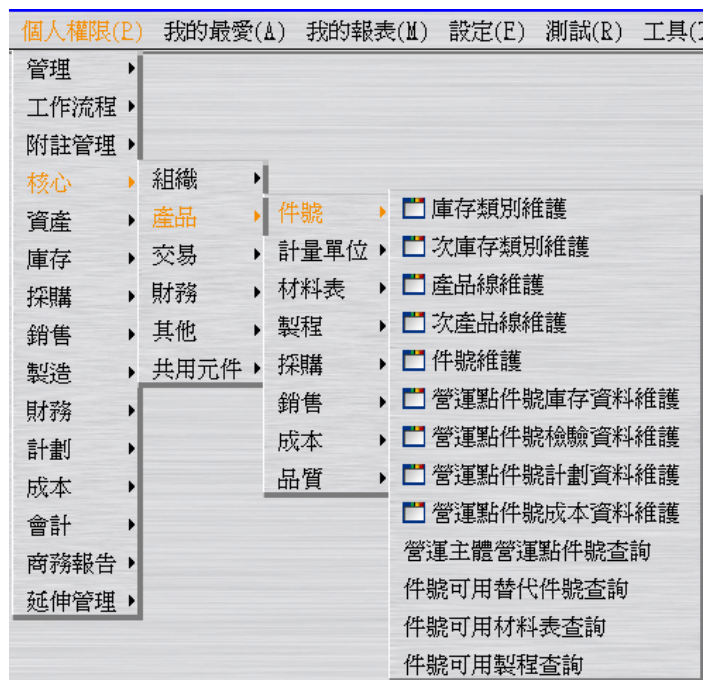 個人權限(P) 我的最愛(A) 我的報表(M) 設定(E) 測試(R) 工具(T
管理
工作流程
附註管理
核心
資產
庫存
採購
銷售
製造
財務
計劃
成本
會計
商務報告
延伸管理
組織
產品
交易
財務
其他
共用元件
件號
計量單位
材料表
製程
採購
銷售
成本
品質
庫存類別維護
次庫存類別維護
產品線維護
次產品線維護
件號維護
營運點件號庫存資料維護
營運點件號檢驗資料維護
營運點件號計劃資料維護
營運點件號成本資料維護
營運主體營運點件號查詢
件號可用替代件號查詢
件號可用材料表查詢
件號可用製程查詢